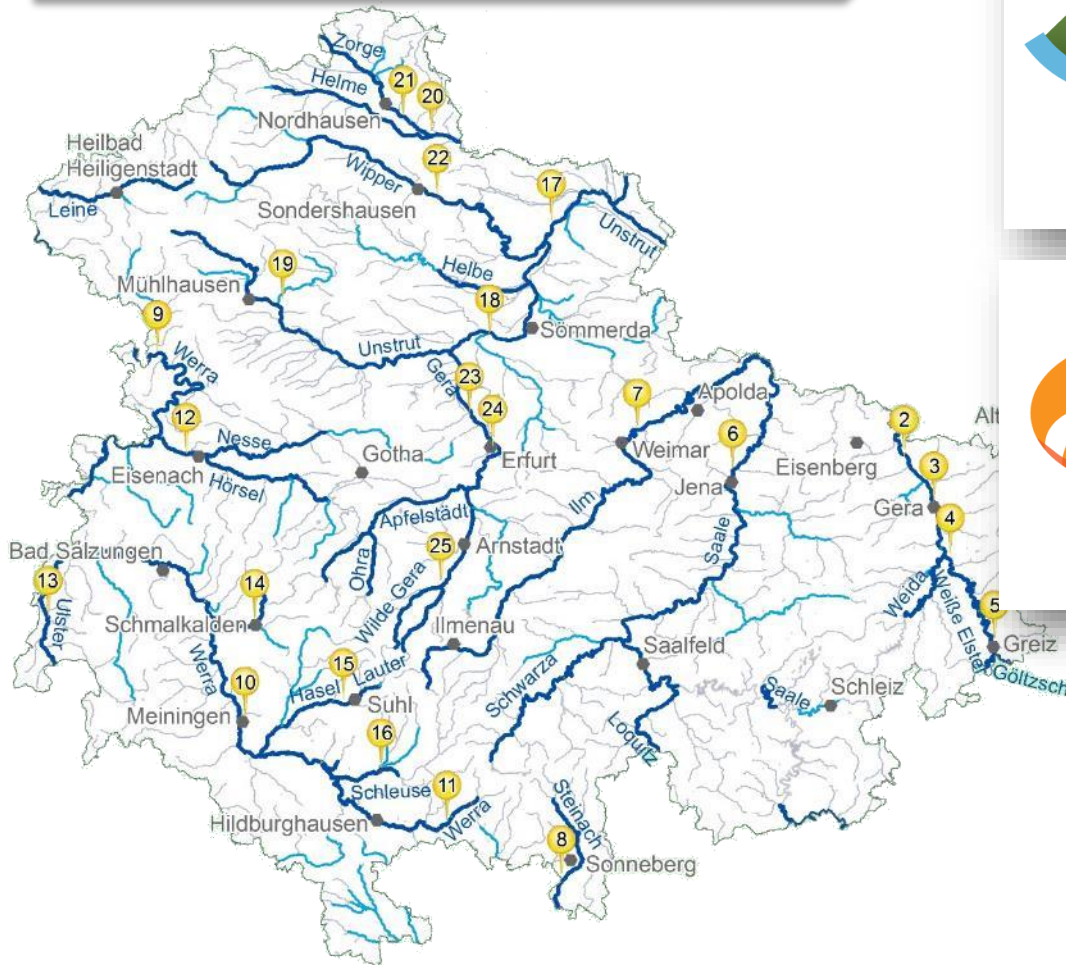 Zorge
Helme
21
20
Nordhausen
Heilbad
Heiligenstadt
22
Wipper
17
Leine
Sondershausen
Unstrut
19
Helbe
Mühlhausen
18
9
Sömmerda
Unstrut
Werra
Gera
23
7
Apolda
12
24
6
2
Alt
Nesse
Gotha
Erfurt
Weimar
Eisenberg
3
Eisenach
Hörsel
Jena
Gera
Apfelstädt
Ilm
4
Bad Salzungen
25
Arnstadt
Saale
13
14
Ohra
Wilde Gera
Weida
Weiße Elster
5
Ulster
Schmalkalden
Ilmenau
Greiz
Werra
15
Saalfeld
Göltzsch
10
Hasel
Lauter
Schwarza
Saale
Schleiz
Meiningen
Suhl
16
Loquitz
Schleuse
11
Steinach
Hildburghausen
Werra
8
Sonneberg